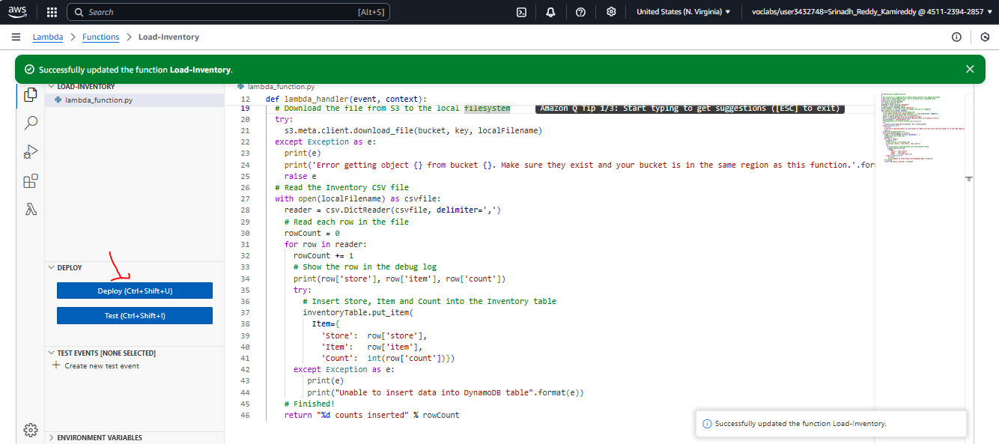 aws Search [Alt+S] United States (N. Virginia) ▼ voclabs/user3432748=Srinadh_Reddy_Kamireddy @ 4511-2394-2857 ▼
Lambda > Functions > Load-Inventory
Successfully updated the function Load-Inventory.
LOAD-INVENTORY
lambda_function.py
lambda_function.py
12 def lambda_handler(event, context):
19 # Download the file from S3 to the local filesystem Amazon Q Tip 1/3: Start typing to get suggestions ([ESC] to exit)
20 try:
21 s3.meta.client.download_file(bucket, key, localFilename)
22 except Exception as e:
23 print(e)
24 print('Error getting object {} from bucket {}. Make sure they exist and your bucket is in the same region as this function.'.for
25 raise e
26 # Read the Inventory CSV file
27 with open(localFilename) as csvfile:
28 reader = csv.DictReader(csvfile, delimiter=',')
29 # Read each row in the file
30 rowCount = 0
31 for row in reader:
32 rowCount += 1
33 # Show the row in the debug log
34 print(row['store'], row['item'], row['count'])
35 try:
36 # Insert Store, Item and Count into the Inventory table
37 inventoryTable.put_item(
38 Item={
39 'Store': row['store'],
40 'Item': row['item'],
41 'Count': int(row['count'])})
42 except Exception as e:
43 print(e)
44 print("Unable to insert data into DynamoDB table".format(e))
45 # Finished!
46 return "%d counts inserted" % rowCount
DEPLOY
Deploy (Ctrl+Shift+U)
Test (Ctrl+Shift+I)
TEST EVENTS [NONE SELECTED]
Create new test event
ENVIRONMENT VARIABLES
Successfully updated the function Load-Inventory.